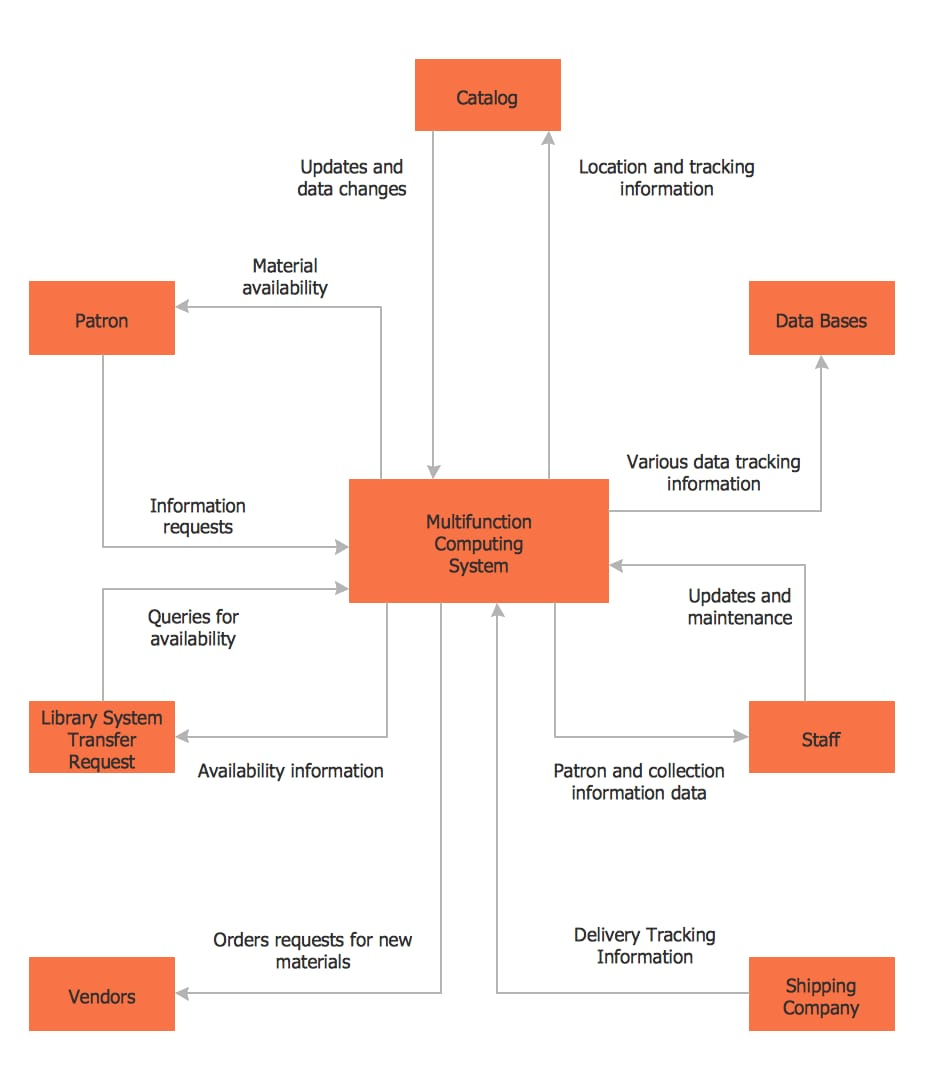 Catalog
Updates and
data changes
Location and tracking
information
Material
availability
Patron
Data Bases
Various data tracking
information
Information
requests
Multifunction
Computing
System
Queries for
availability
Updates and
maintenance
Library System
Transfer
Request
Staff
Availability information
Patron and collection
information data
Orders requests for new
materials
Delivery Tracking
Information
Vendors
Shipping
Company